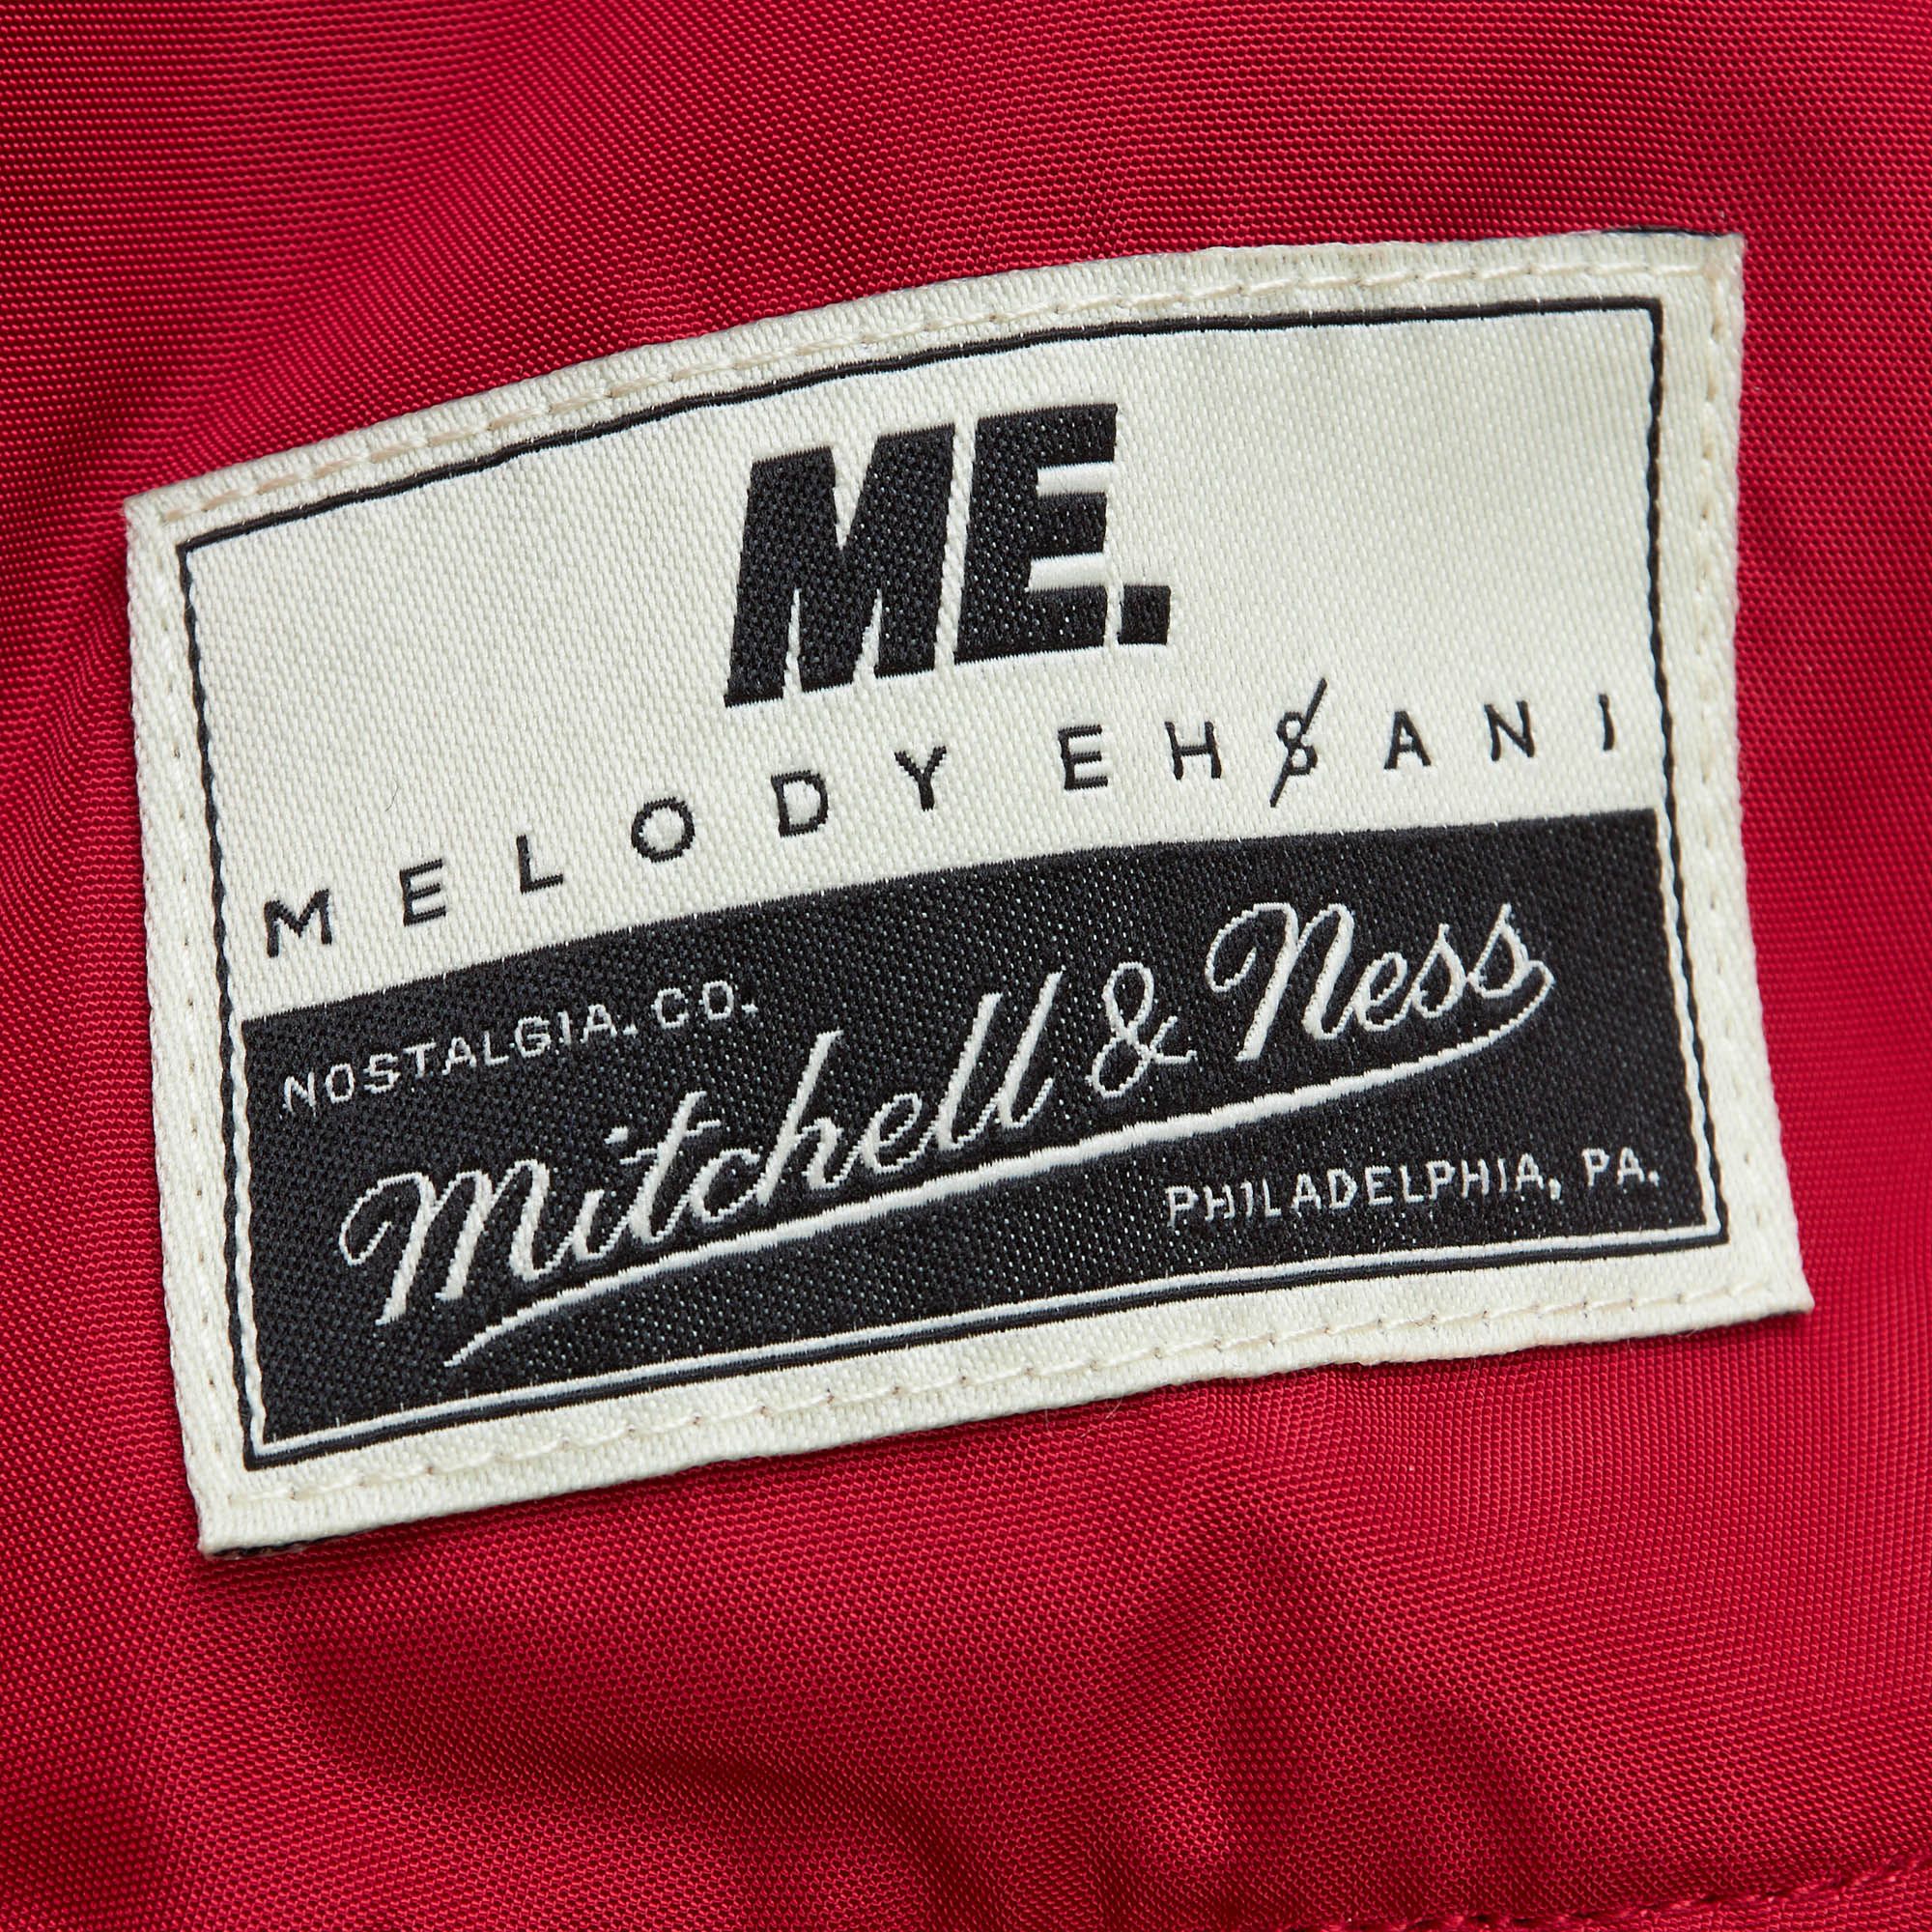 ME.
MELODY EHSANI
NOSTALGIA. CO.
Mitchell & Ness
PHILADELPHIA, PA.